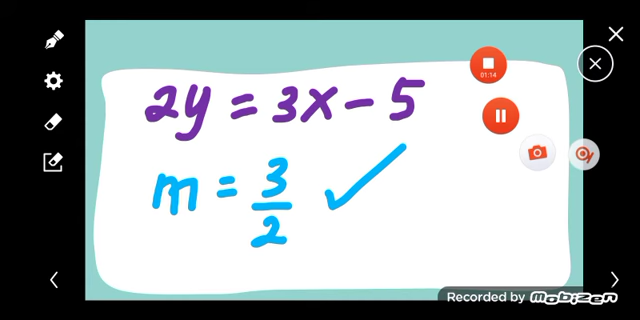 01:14
2y = 3x - 5
m = 3/2 ✓
Recorded by mobizen